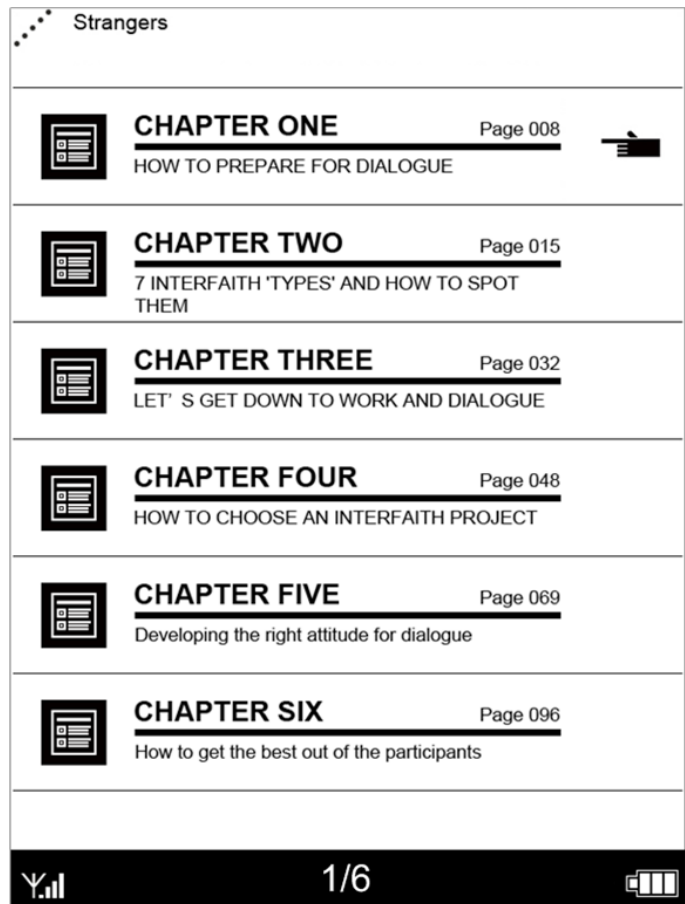 Strangers
CHAPTER ONE Page 008
HOW TO PREPARE FOR DIALOGUE
CHAPTER TWO Page 015
7 INTERFAITH 'TYPES' AND HOW TO SPOT
THEM
CHAPTER THREE Page 032
LET’ S GET DOWN TO WORK AND DIALOGUE
CHAPTER FOUR Page 048
HOW TO CHOOSE AN INTERFAITH PROJECT
CHAPTER FIVE Page 069
Developing the right attitude for dialogue
CHAPTER SIX Page 096
How to get the best out of the participants
1/6